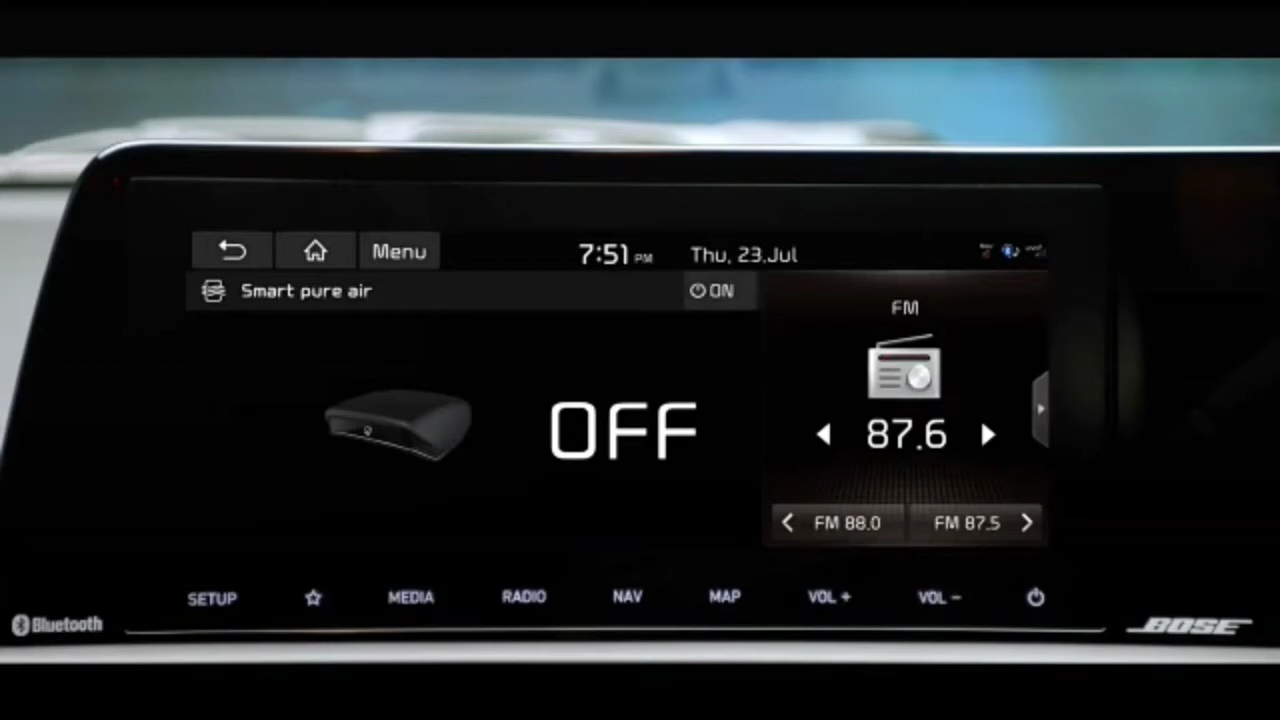 Menu 7:51 PM Thu, 23.Jul
Smart pure air ON
FM
OFF 87.6
FM 88.0 FM 87.5
SETUP MEDIA RADIO NAV MAP VOL + VOL −
Bluetooth BOSE